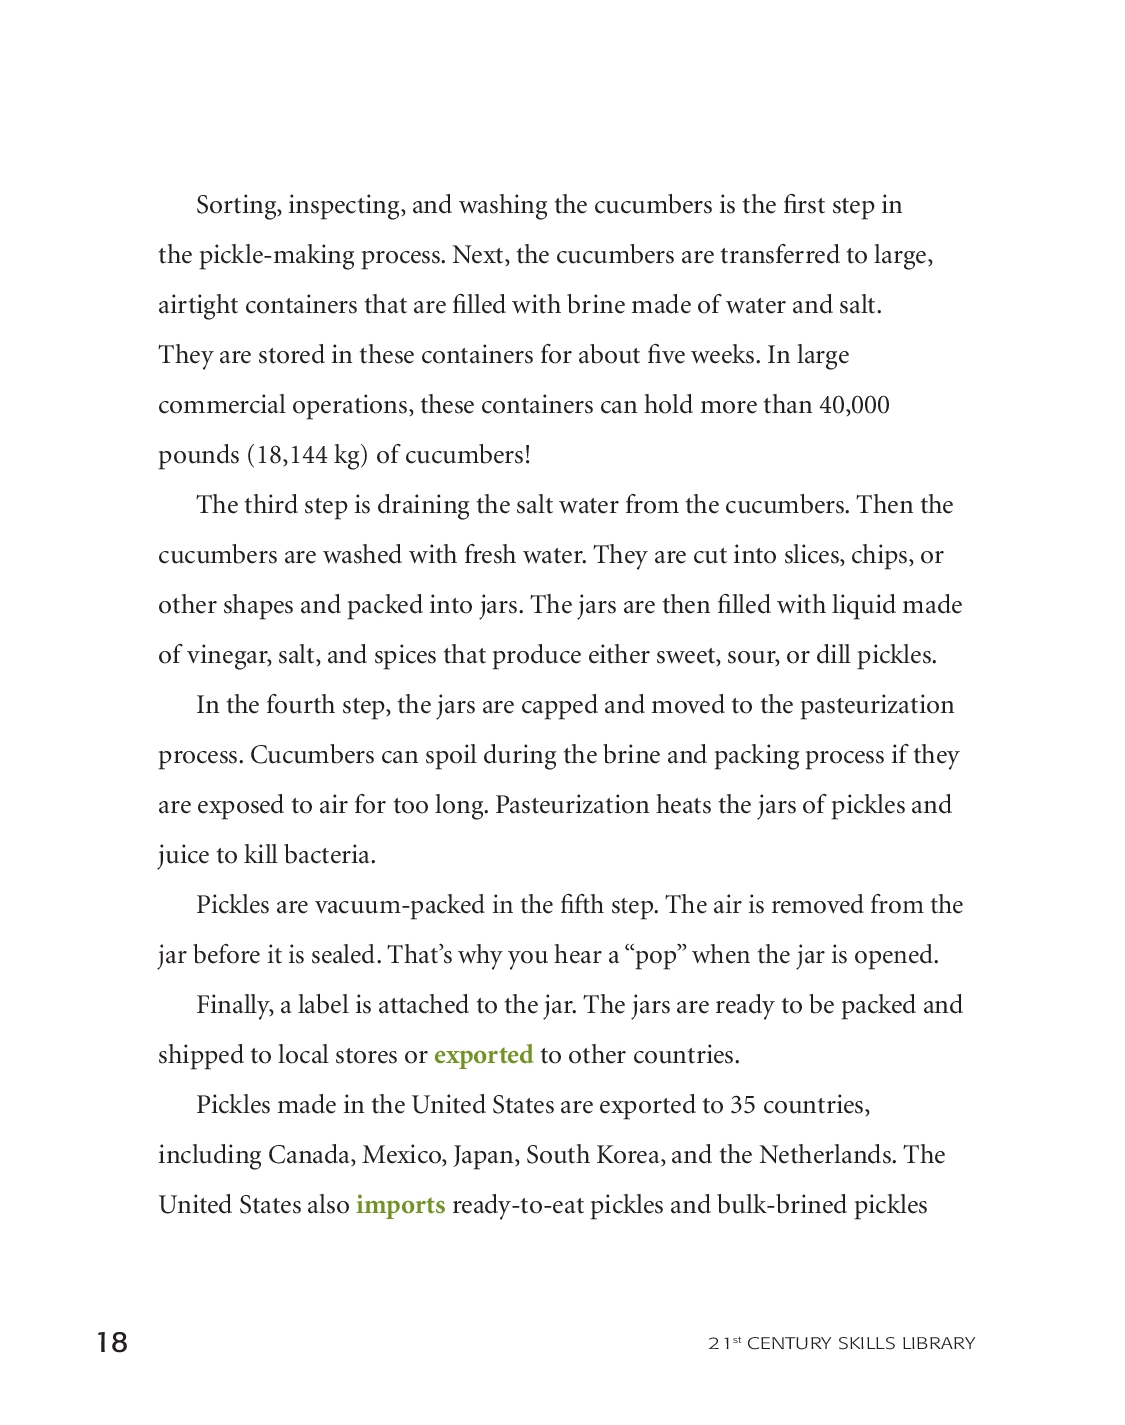 Sorting, inspecting, and washing the cucumbers is the first step in
the pickle-making process. Next, the cucumbers are transferred to large,
airtight containers that are filled with brine made of water and salt.
They are stored in these containers for about five weeks. In large
commercial operations, these containers can hold more than 40,000
pounds (18,144 kg) of cucumbers!
The third step is draining the salt water from the cucumbers. Then the
cucumbers are washed with fresh water. They are cut into slices, chips, or
other shapes and packed into jars. The jars are then filled with liquid made
of vinegar, salt, and spices that produce either sweet, sour, or dill pickles.
In the fourth step, the jars are capped and moved to the pasteurization
process. Cucumbers can spoil during the brine and packing process if they
are exposed to air for too long. Pasteurization heats the jars of pickles and
juice to kill bacteria.
Pickles are vacuum-packed in the fifth step. The air is removed from the
jar before it is sealed. That’s why you hear a “pop” when the jar is opened.
Finally, a label is attached to the jar. The jars are ready to be packed and
shipped to local stores or exported to other countries.
Pickles made in the United States are exported to 35 countries,
including Canada, Mexico, Japan, South Korea, and the Netherlands. The
United States also imports ready-to-eat pickles and bulk-brined pickles
18
21st CENTURY SKILLS LIBRARY